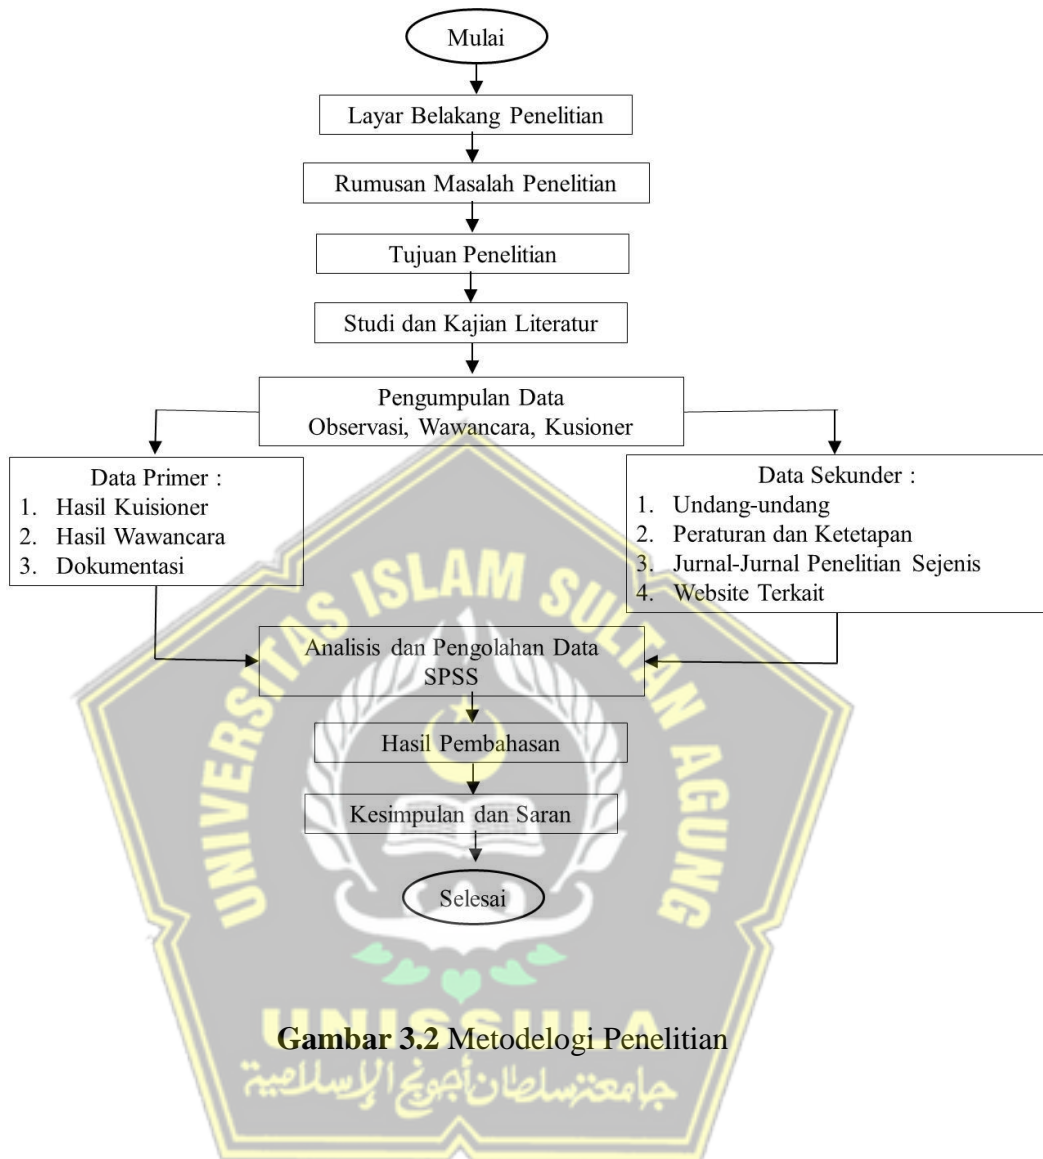 Mulai
Layar Belakang Penelitian
Rumusan Masalah Penelitian
Tujuan Penelitian
Studi dan Kajian Literatur
Pengumpulan Data
Observasi, Wawancara, Kusioner
Data Primer :
1. Hasil Kuisioner
2. Hasil Wawancara
3. Dokumentasi
Data Sekunder :
1. Undang-undang
2. Peraturan dan Ketetapan
3. Jurnal-Jurnal Penelitian Sejenis
4. Website Terkait
Analisis dan Pengolahan Data
SPSS
Hasil Pembahasan
Kesimpulan dan Saran
Selesai
UNIVERSITAS ISLAM SULTAN AGUNG
UNISSULA
Gambar 3.2 Metodelogi Penelitian
جامعة سلطان أجونج الإسلامية